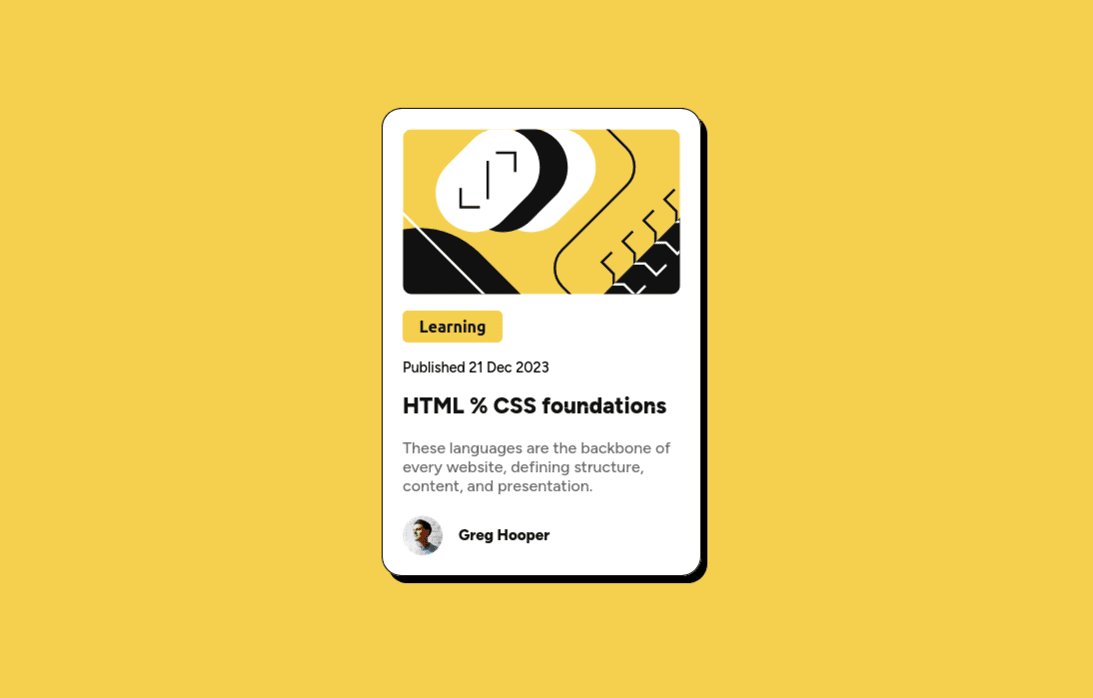 Learning
Published 21 Dec 2023
HTML % CSS foundations
These languages are the backbone of
every website, defining structure,
content, and presentation.
Greg Hooper